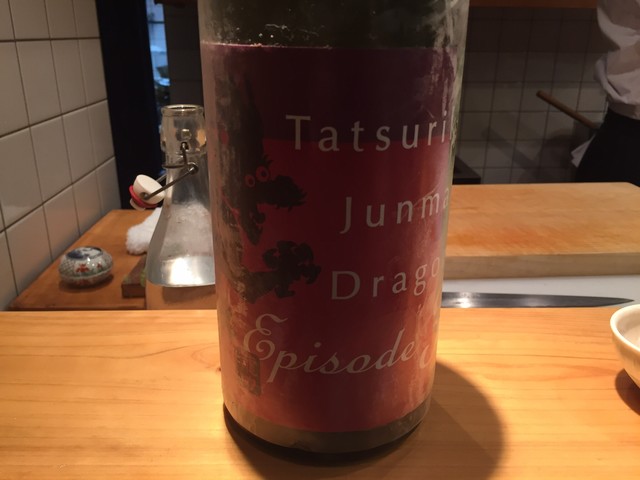 Tatsuri
Junma
Drago
Episode